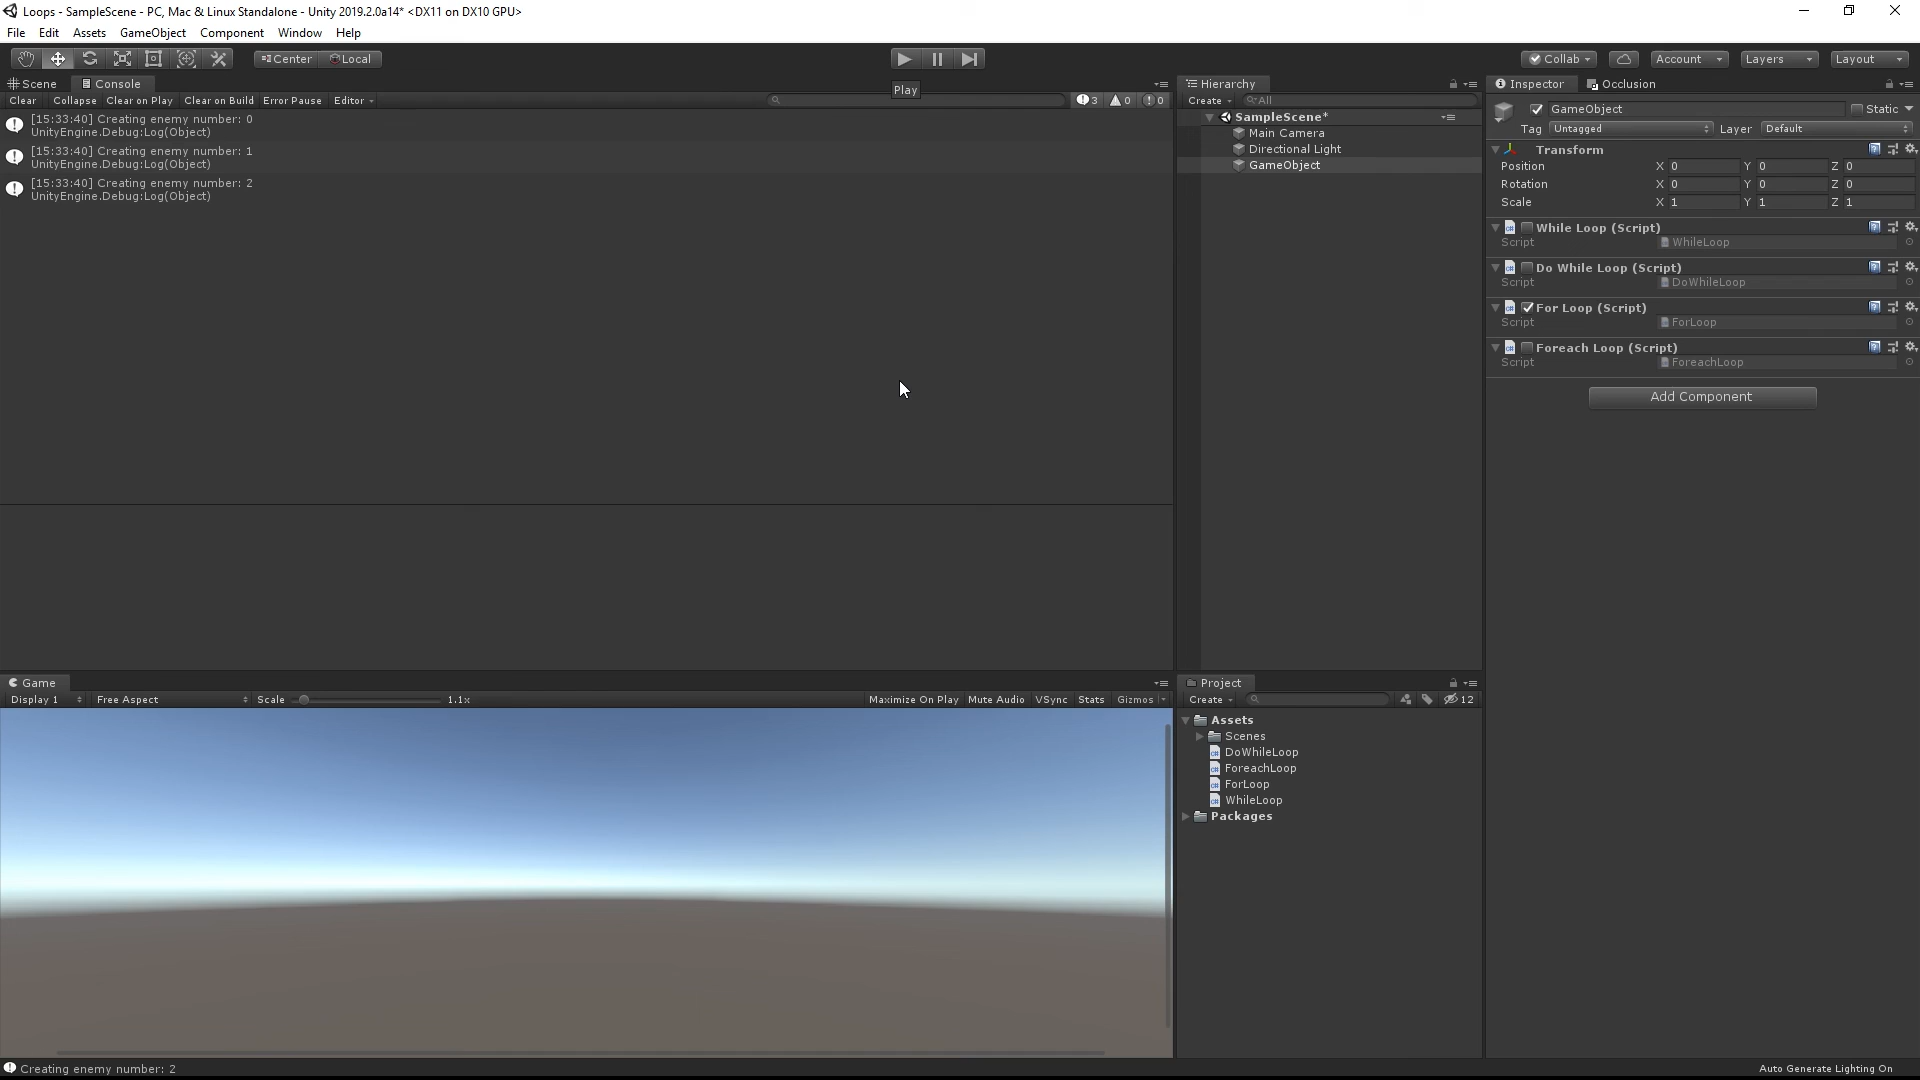 Loops - SampleScene - PC, Mac & Linux Standalone - Unity 2019.2.0a14* <DX11 on DX10 GPU>
File Edit Assets GameObject Component Window Help
Center Local
Collab Account Layers Layout
Scene Console
Play
Clear Collapse Clear on Play Clear on Build Error Pause Editor
3 0 0
[15:33:40] Creating enemy number: 0
UnityEngine.Debug:Log(Object)
[15:33:40] Creating enemy number: 1
UnityEngine.Debug:Log(Object)
[15:33:40] Creating enemy number: 2
UnityEngine.Debug:Log(Object)
Hierarchy
Create All
SampleScene*
Main Camera
Directional Light
GameObject
Inspector Occlusion
GameObject Static
Tag Untagged Layer Default
Transform
Position X 0 Y 0 Z 0
Rotation X 0 Y 0 Z 0
Scale X 1 Y 1 Z 1
While Loop (Script)
Script WhileLoop
Do While Loop (Script)
Script DoWhileLoop
For Loop (Script)
Script ForLoop
Foreach Loop (Script)
Script ForeachLoop
Add Component
Game
Display 1 Free Aspect Scale 1.1x Maximize On Play Mute Audio VSync Stats Gizmos
Project
Create 12
Assets
Scenes
DoWhileLoop
ForeachLoop
ForLoop
WhileLoop
Packages
Creating enemy number: 2
Auto Generate Lighting On